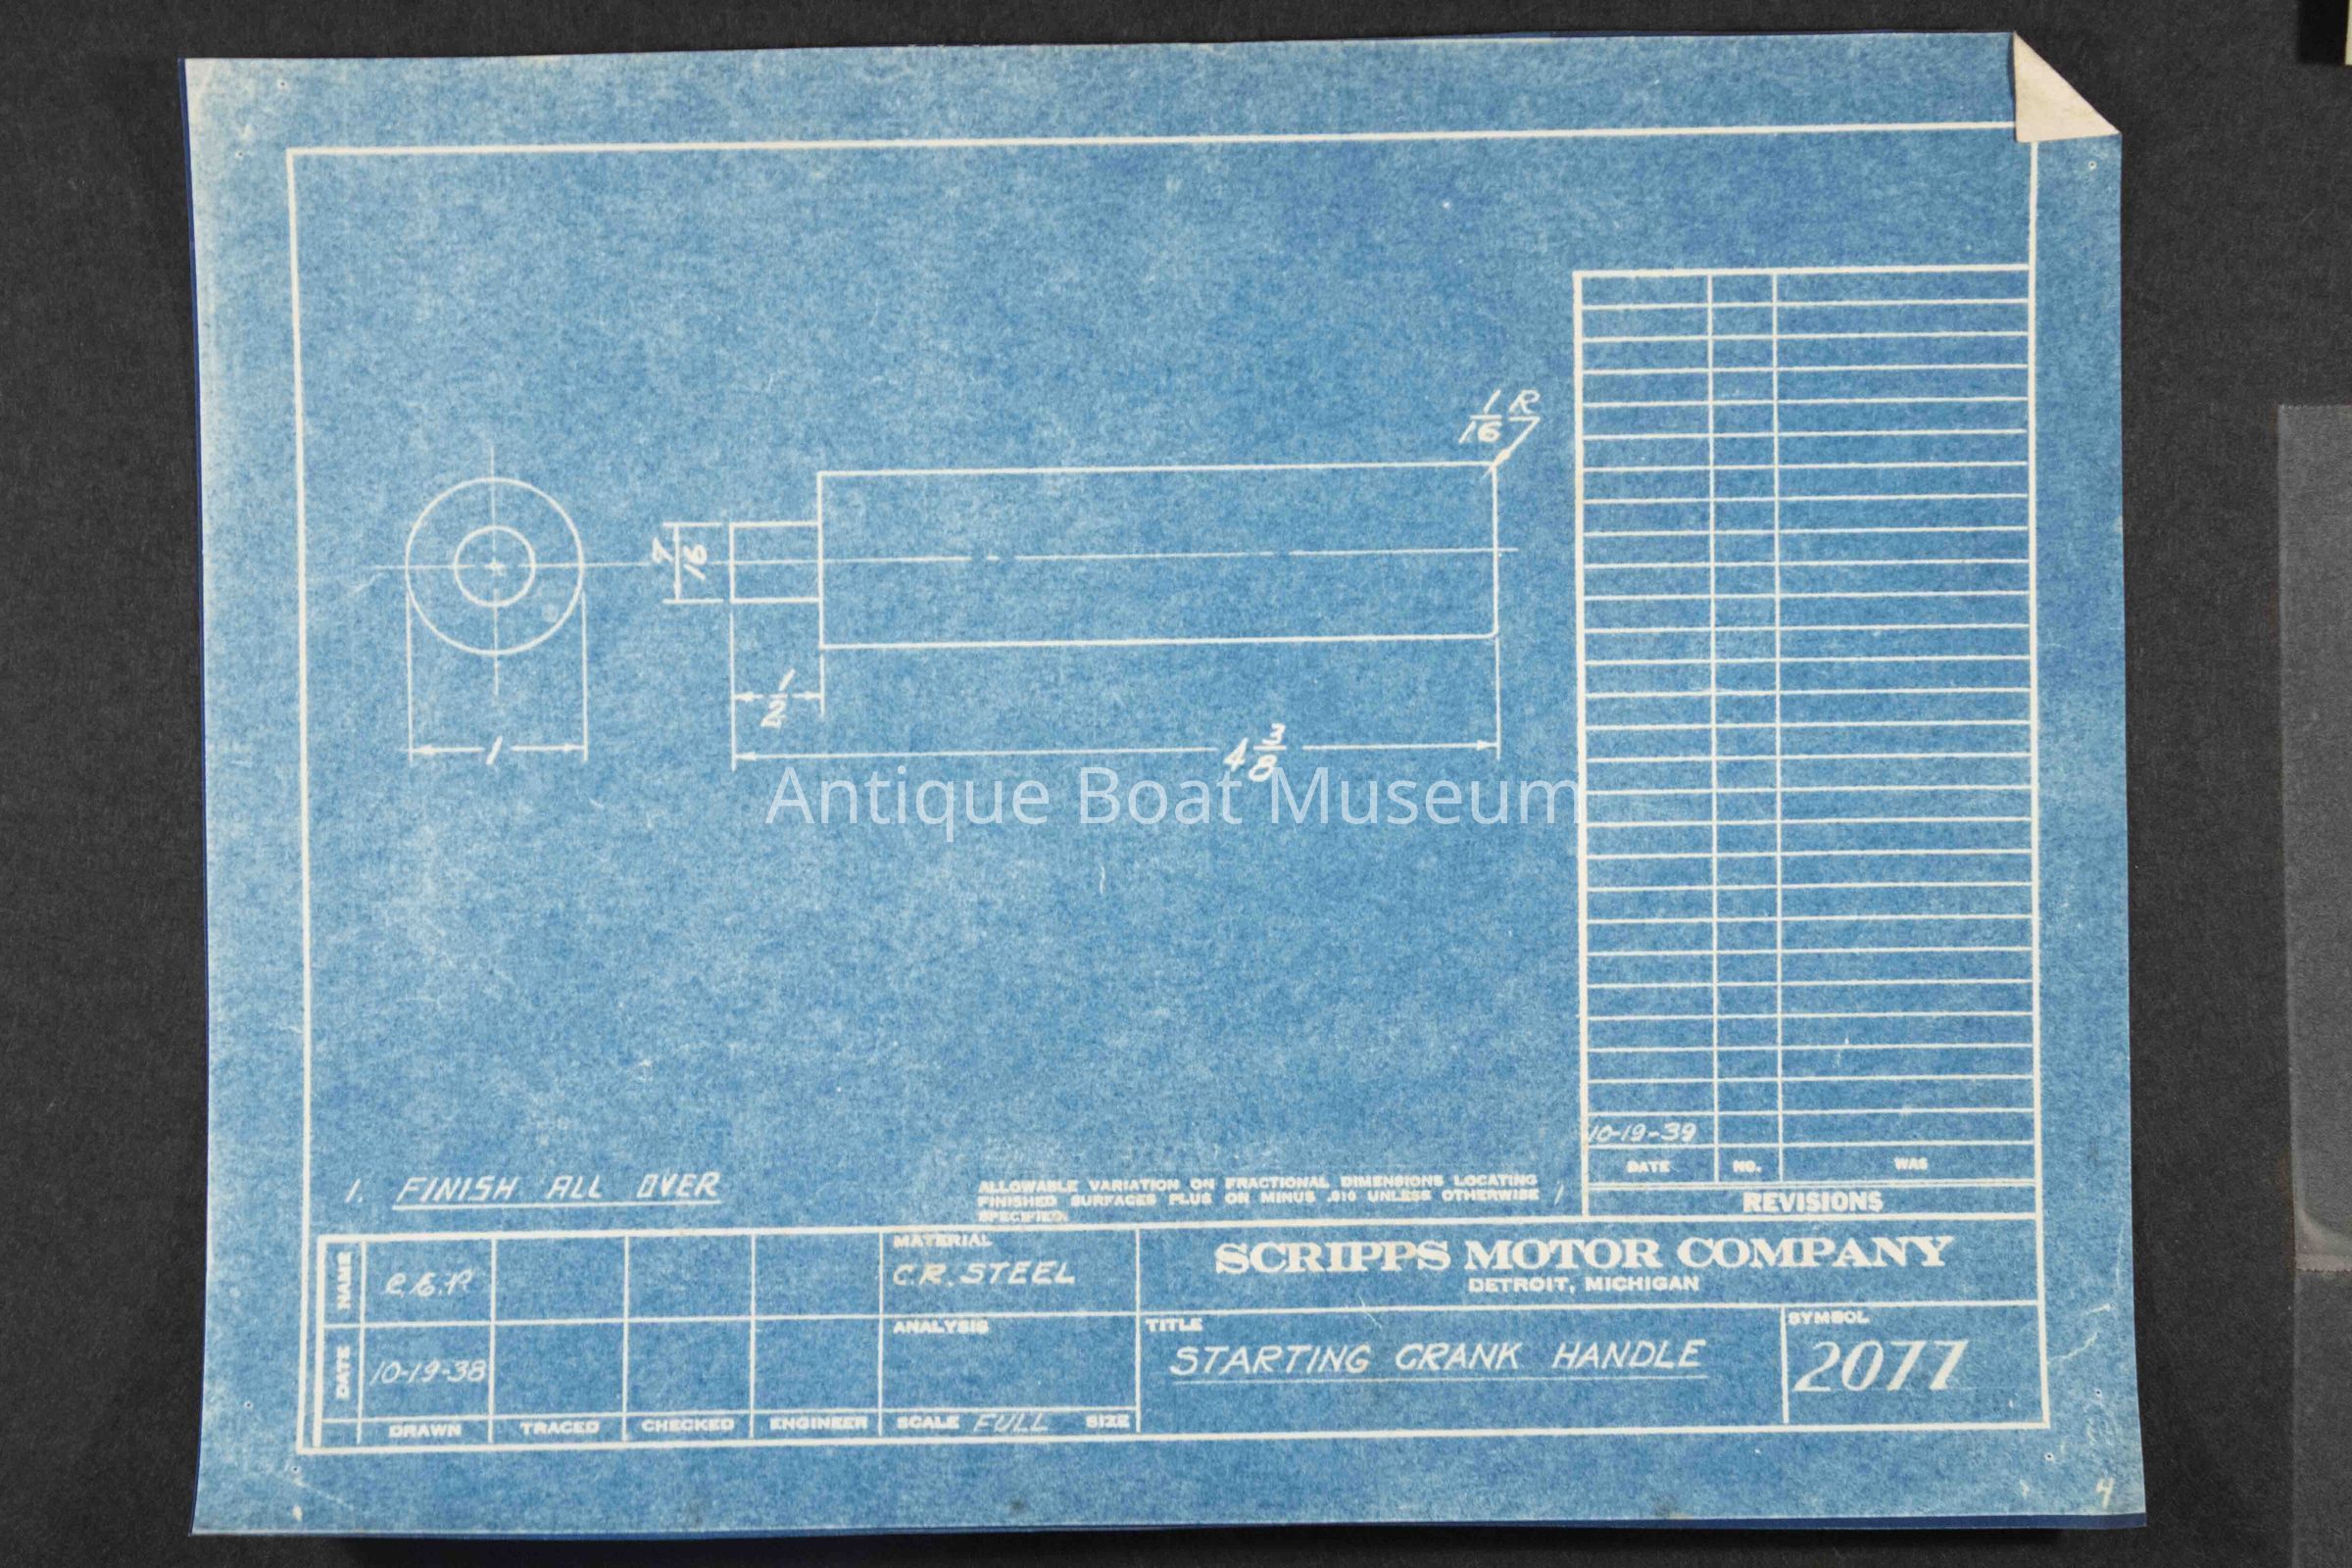 1 R
16
7
16
1
2
1
4 3
8
Antique Boat Museum
10-19-39
DATE NO. WAS
REVISIONS
1. FINISH ALL OVER
ALLOWABLE VARIATION ON FRACTIONAL DIMENSIONS LOCATING
FINISHED SURFACES PLUS OR MINUS .010 UNLESS OTHERWISE
SPECIFIED.
NAME
MATERIAL
C.R. STEEL
SCRIPPS MOTOR COMPANY
DETROIT, MICHIGAN
DATE
10-19-38
ANALYSIS
TITLE
STARTING CRANK HANDLE
SYMBOL
2077
DRAWN TRACED CHECKED ENGINEER SCALE FULL SIZE
4